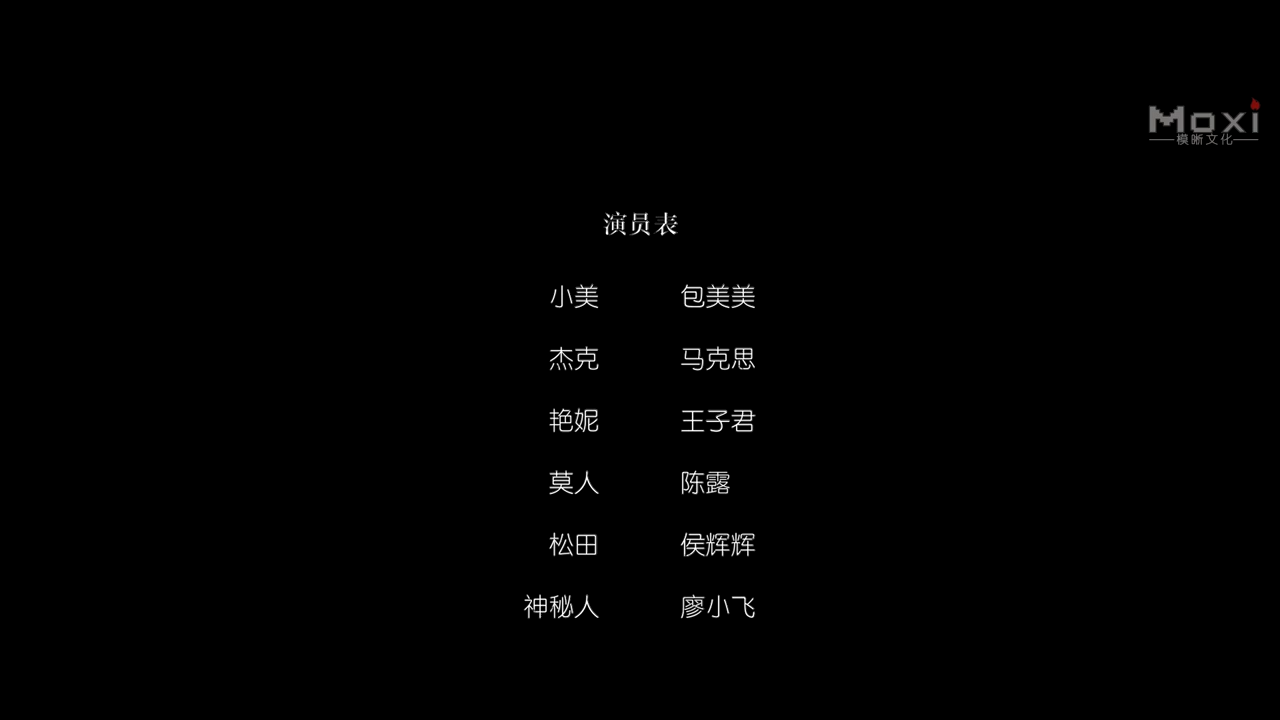 Moxi
模晰文化
演员表
小美 包美美
杰克 马克思
艳妮 王子君
莫人 陈露
松田 侯辉辉
神秘人 廖小飞